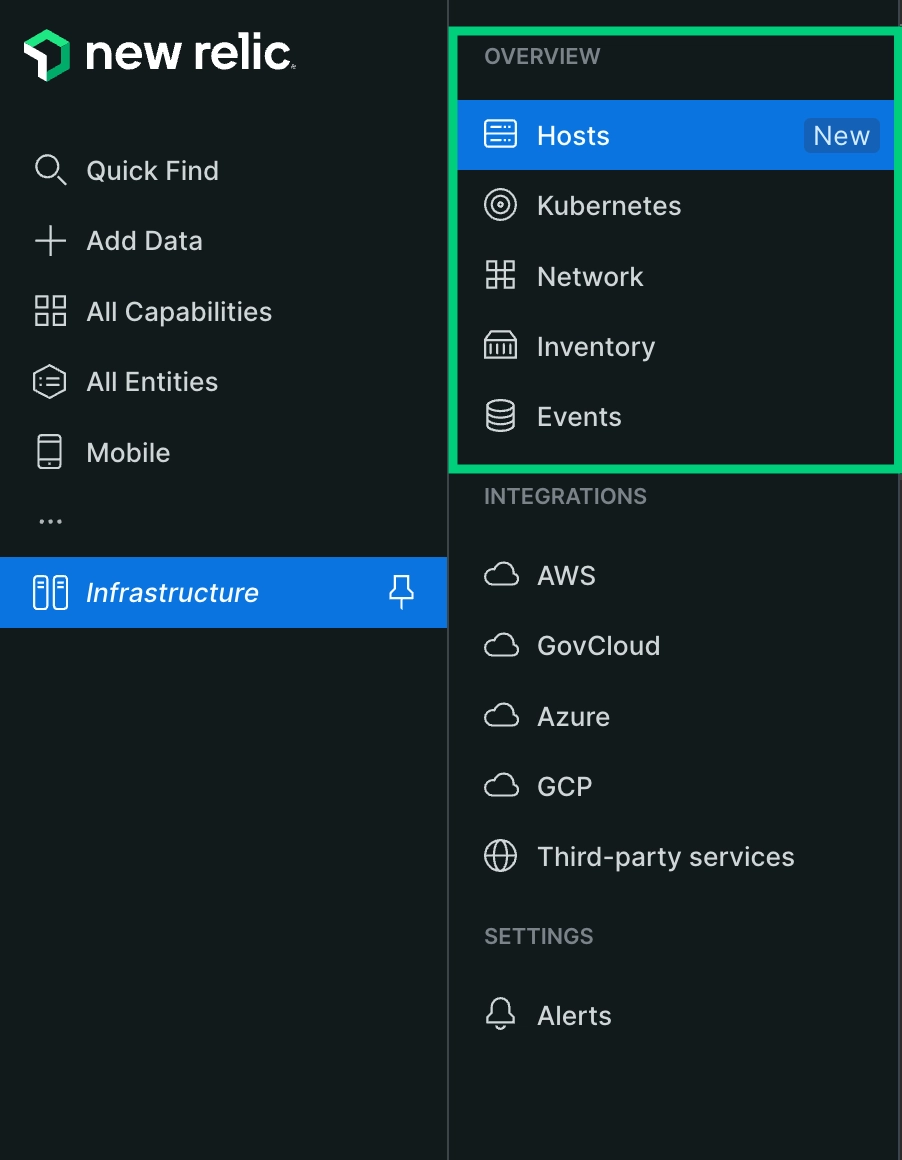 new relic
Quick Find
Add Data
All Capabilities
All Entities
Mobile
...
Infrastructure
OVERVIEW
Hosts New
Kubernetes
Network
Inventory
Events
INTEGRATIONS
AWS
GovCloud
Azure
GCP
Third-party services
SETTINGS
Alerts